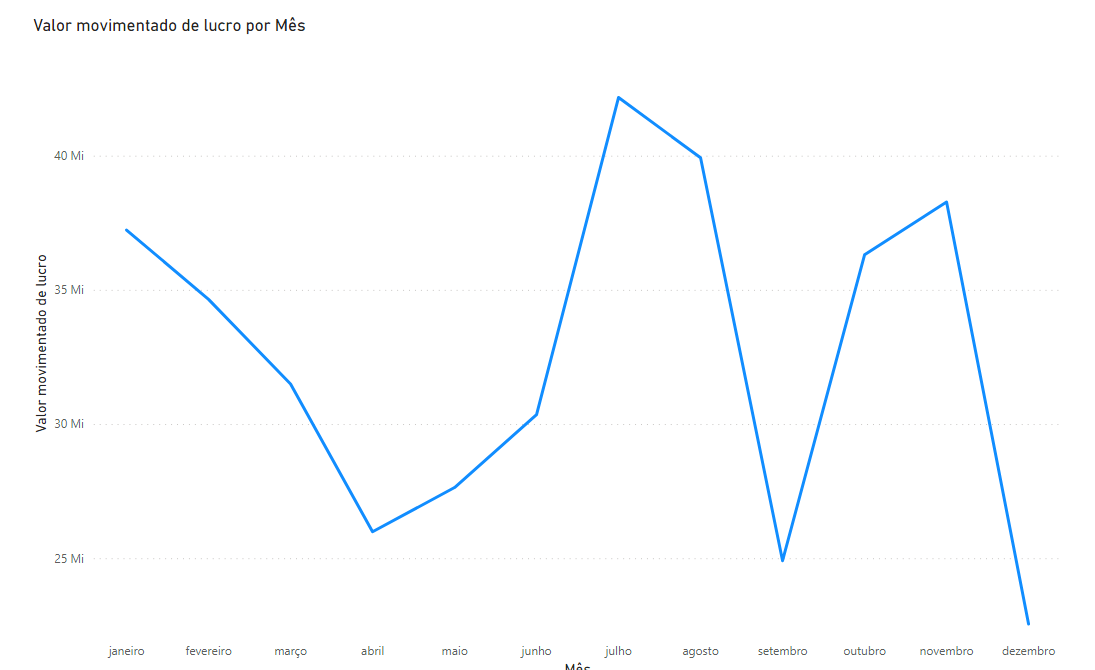 Valor movimentado de lucro por Mês
Valor movimentado de lucro
40 Mi
35 Mi
30 Mi
25 Mi
janeiro fevereiro março abril maio junho julho agosto setembro outubro novembro dezembro
Mês